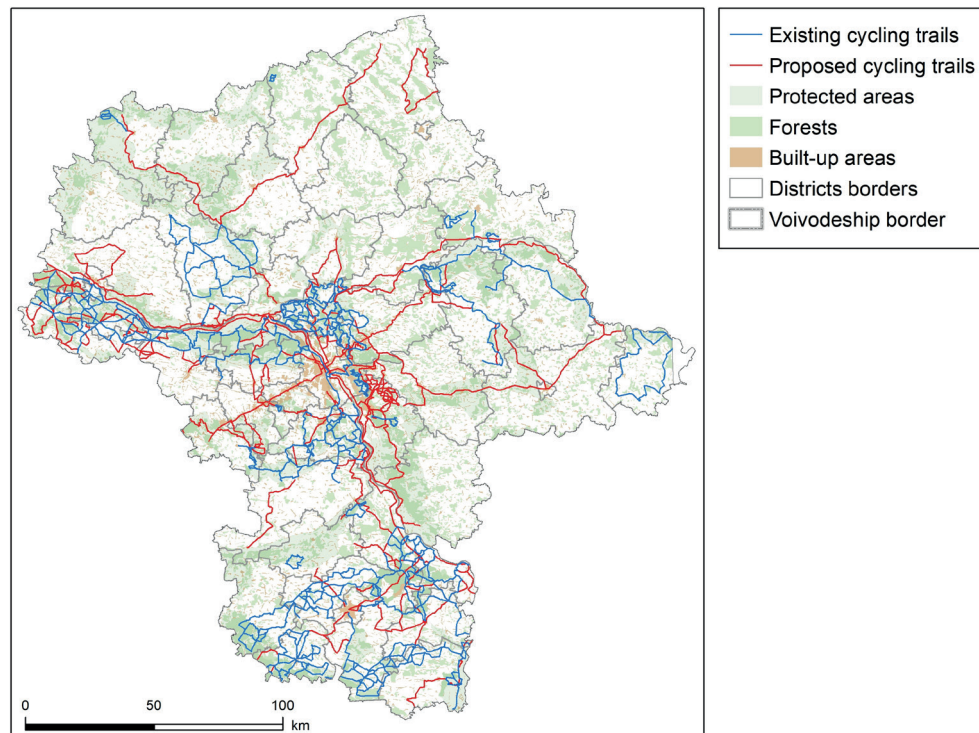 Existing cycling trails
Proposed cycling trails
Protected areas
Forests
Built-up areas
Districts borders
Voivodeship border
0 50 100
km